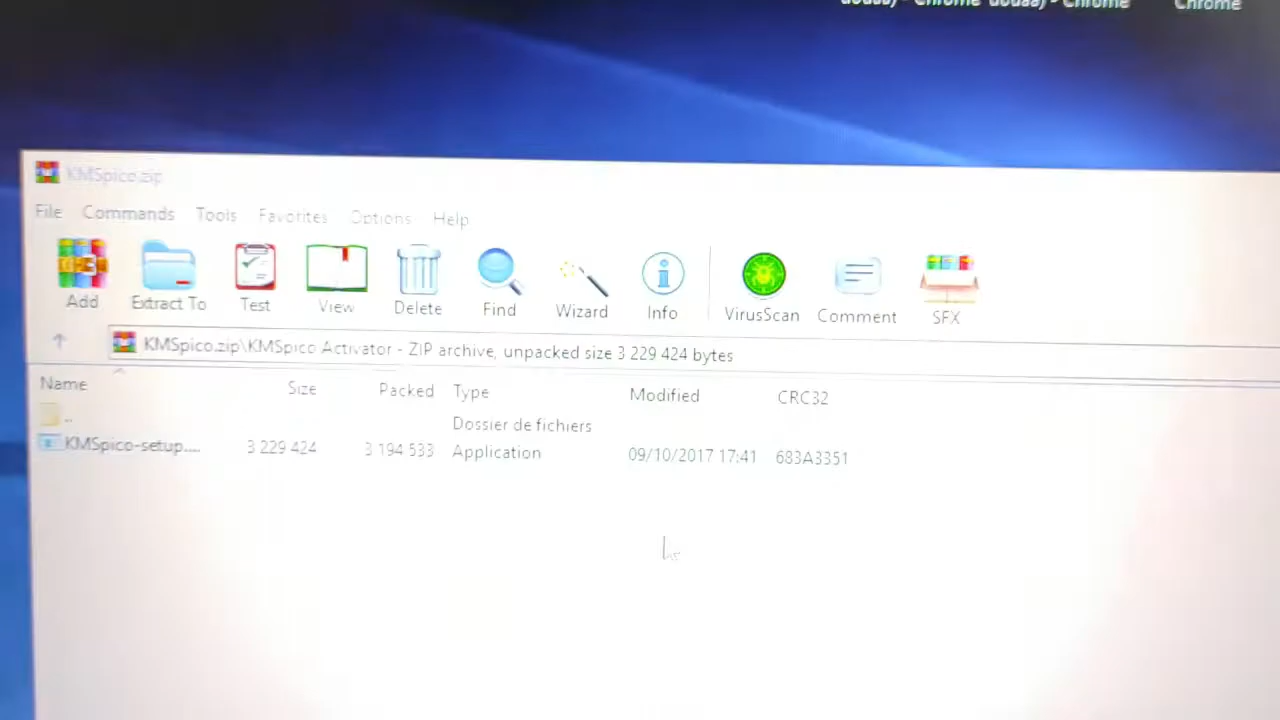 Chrome
KMSpico.zip
File Commands Tools Favorites Options Help
Add Extract To Test View Delete Find Wizard Info VirusScan Comment SFX
KMSpico.zip\KMSpico Activator - ZIP archive, unpacked size 3 229 424 bytes
Name Size Packed Type Modified CRC32
.. Dossier de fichiers
KMSpico-setup.... 3 229 424 3 194 533 Application 09/10/2017 17:41 683A3351